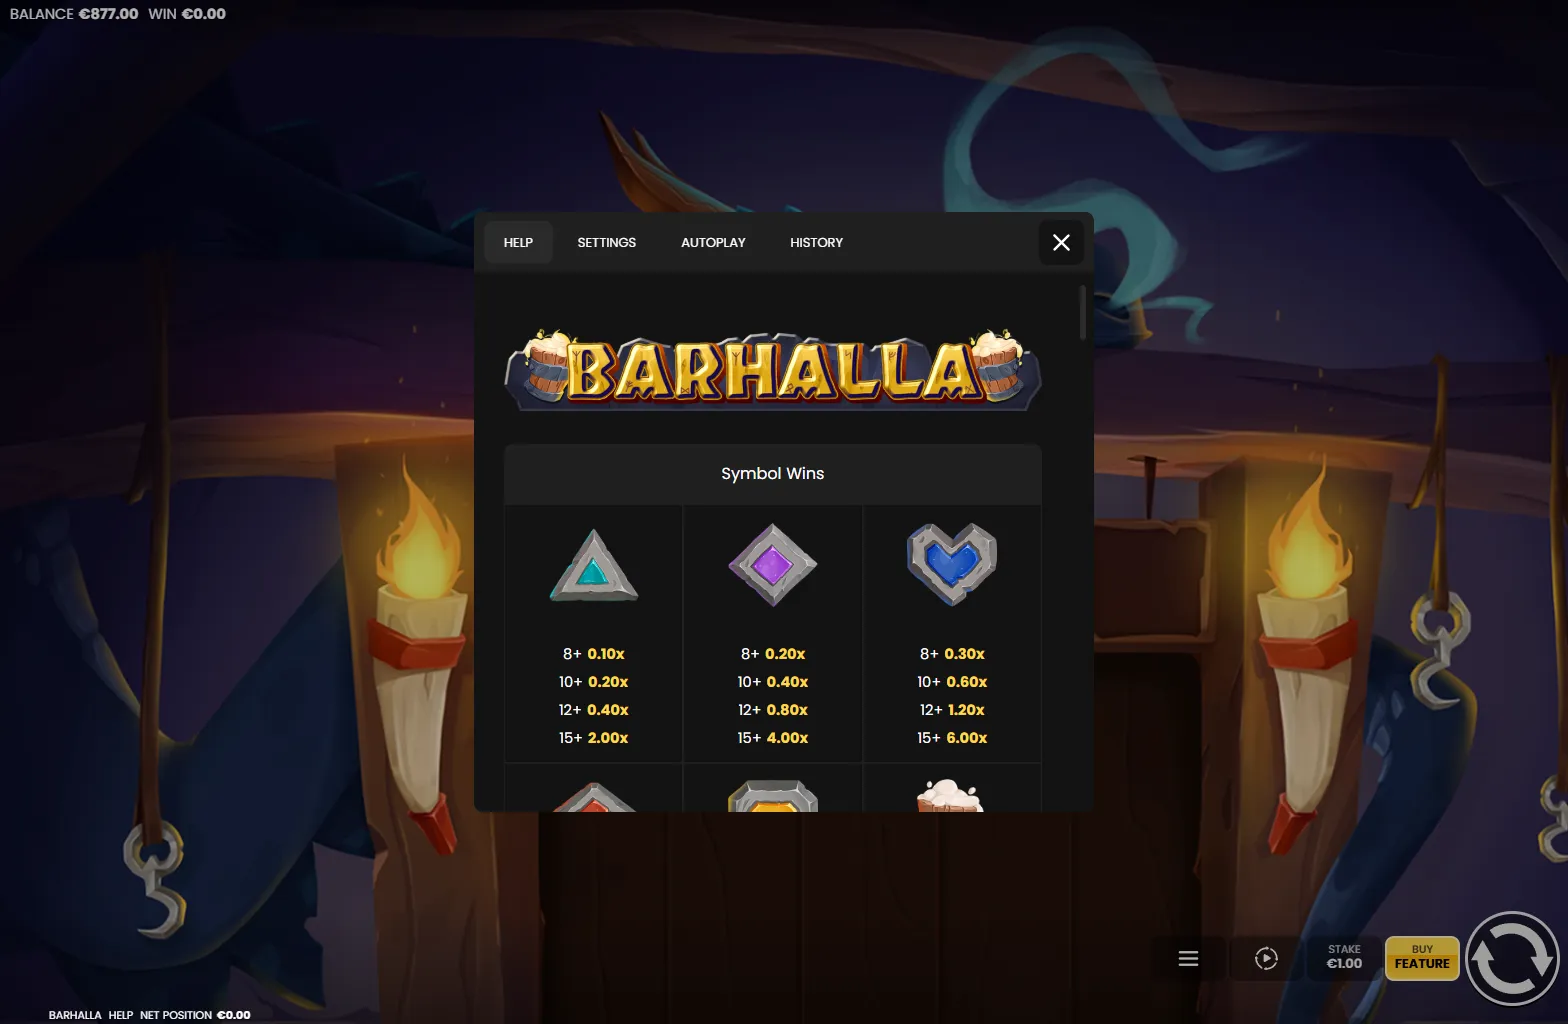 BALANCE €877.00 WIN €0.00
HELP SETTINGS AUTOPLAY HISTORY
BARHALLA
Symbol Wins
8+ 0.10x 8+ 0.20x 8+ 0.30x
10+ 0.20x 10+ 0.40x 10+ 0.60x
12+ 0.40x 12+ 0.80x 12+ 1.20x
15+ 2.00x 15+ 4.00x 15+ 6.00x
STAKE
€1.00
BUY
FEATURE
BARHALLA HELP NET POSITION €0.00